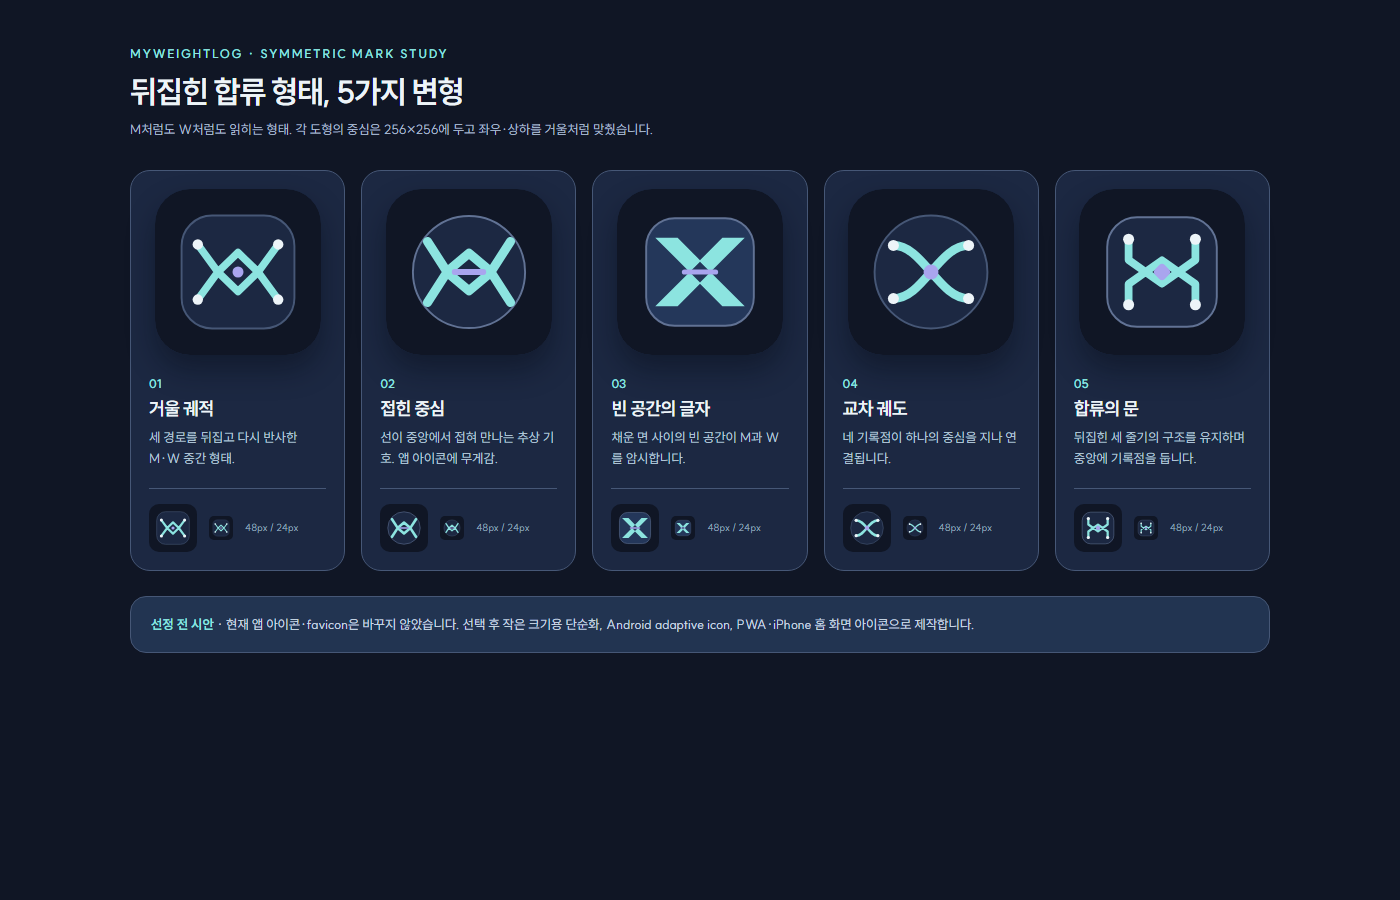 MYWEIGHTLOG · SYMMETRIC MARK STUDY
뒤집힌 합류 형태, 5가지 변형
M처럼도 W처럼도 읽히는 형태. 각 도형의 중심은 256×256에 두고 좌우·상하를 거울처럼 맞췄습니다.
01
거울 궤적
세 경로를 뒤집고 다시 반사한
M·W 중간 형태.
48px / 24px
02
접힌 중심
선이 중앙에서 접혀 만나는 추상 기
호. 앱 아이콘에 무게감.
48px / 24px
03
빈 공간의 글자
채운 면 사이의 빈 공간이 M과 W
를 암시합니다.
48px / 24px
04
교차 궤도
네 기록점이 하나의 중심을 지나 연
결됩니다.
48px / 24px
05
합류의 문
뒤집힌 세 줄기의 구조를 유지하며
중앙에 기록점을 둡니다.
48px / 24px
선정 전 시안 · 현재 앱 아이콘·favicon은 바꾸지 않았습니다. 선택 후 작은 크기용 단순화, Android adaptive icon, PWA·iPhone 홈 화면 아이콘으로 제작합니다.